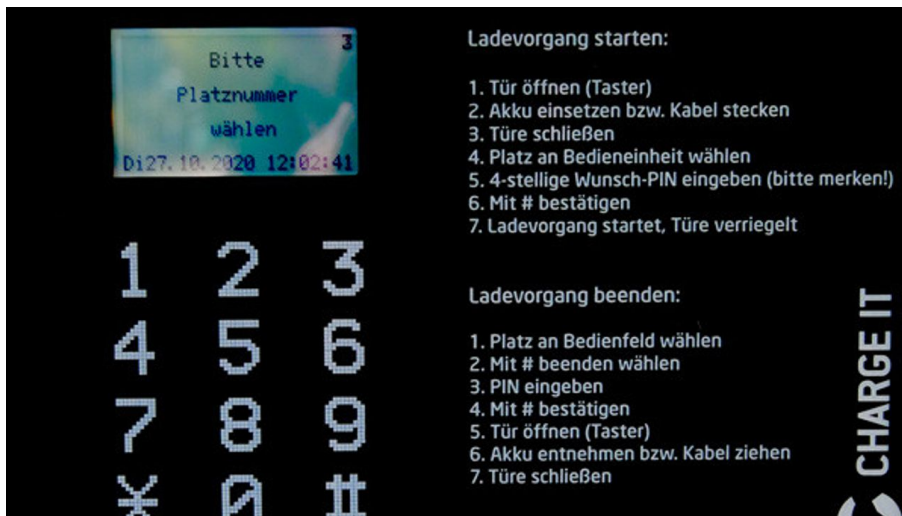 3
Bitte
Platznummer
wählen
Di27.10.2020 12:02:41
1 2 3
4 5 6
7 8 9
* 0 #
Ladevorgang starten:
1. Tür öffnen (Taster)
2. Akku einsetzen bzw. Kabel stecken
3. Türe schließen
4. Platz an Bedieneinheit wählen
5. 4-stellige Wunsch-PIN eingeben (bitte merken!)
6. Mit # bestätigen
7. Ladevorgang startet, Türe verriegelt
Ladevorgang beenden:
1. Platz an Bedienfeld wählen
2. Mit # beenden wählen
3. PIN eingeben
4. Mit # bestätigen
5. Tür öffnen (Taster)
6. Akku entnehmen bzw. Kabel ziehen
7. Türe schließen
CHARGE IT